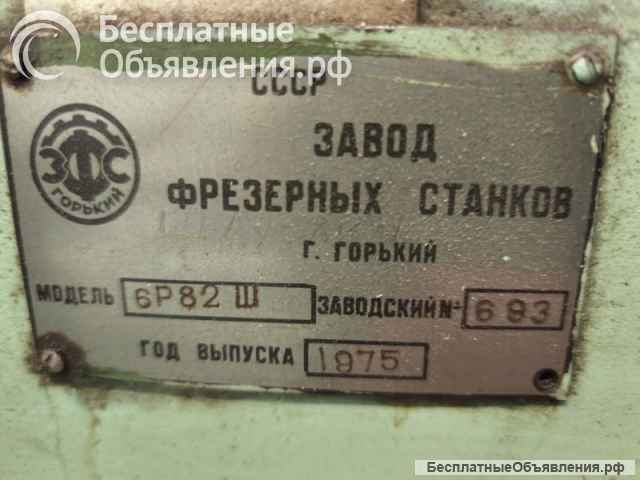 Бесплатные
Объявления.рф
СССР
ЗФС
ГОРЬКИЙ
ЗАВОД
ФРЕЗЕРНЫХ СТАНКОВ
Г. ГОРЬКИЙ
МОДЕЛЬ 6Р82Ш ЗАВОДСКИЙ № 693
ГОД ВЫПУСКА 1975
БесплатныеОбъявления.рф